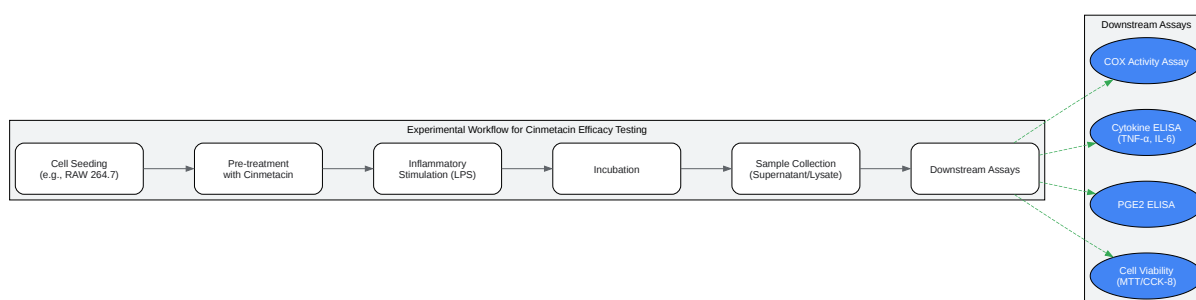 Experimental Workflow for Cinmetacin Efficacy Testing
Cell Seeding
(e.g., RAW 264.7)
Pre-treatment
with Cinmetacin
Inflammatory
Stimulation (LPS)
Incubation
Sample Collection
(Supernatant/Lysate)
Downstream Assays
Downstream Assays
COX Activity Assay
Cytokine ELISA
(TNF-α, IL-6)
PGE2 ELISA
Cell Viability
(MTT/CCK-8)